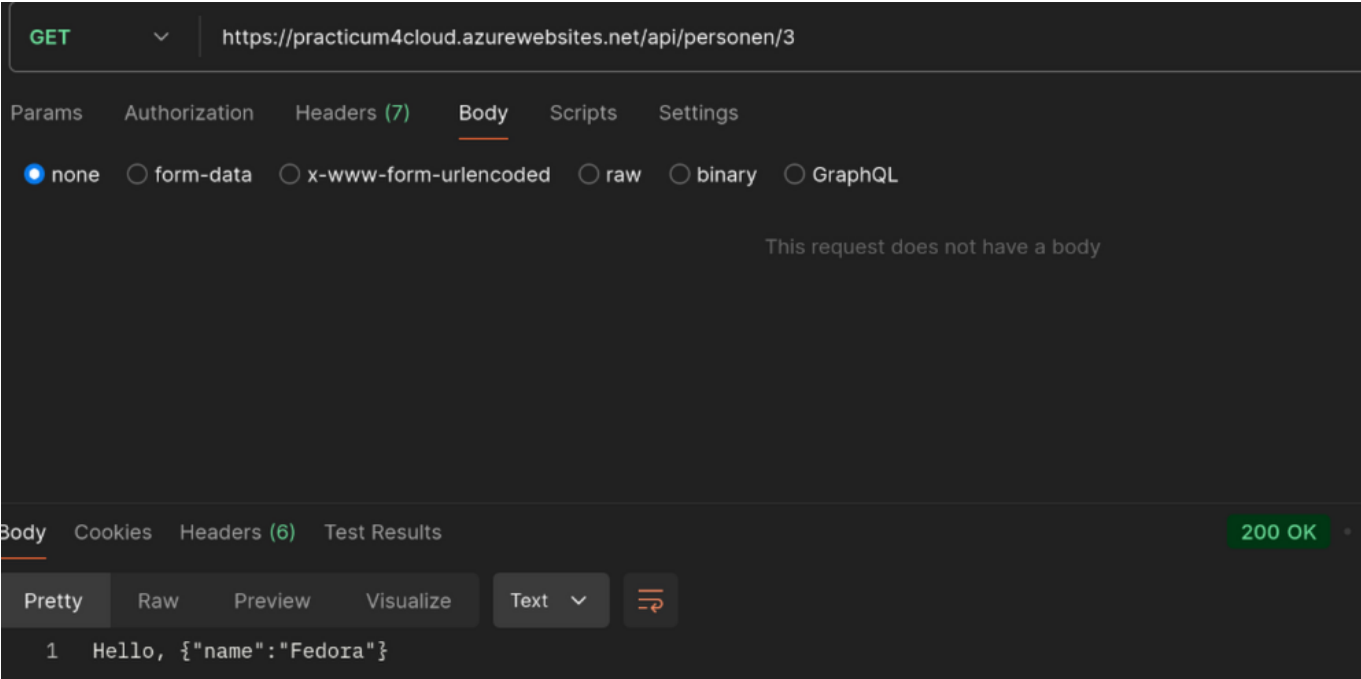 GET https://practicum4cloud.azurewebsites.net/api/personen/3
Params Authorization Headers (7) Body Scripts Settings
none form-data x-www-form-urlencoded raw binary GraphQL
This request does not have a body
Body Cookies Headers (6) Test Results 200 OK
Pretty Raw Preview Visualize Text
1 Hello, {"name":"Fedora"}